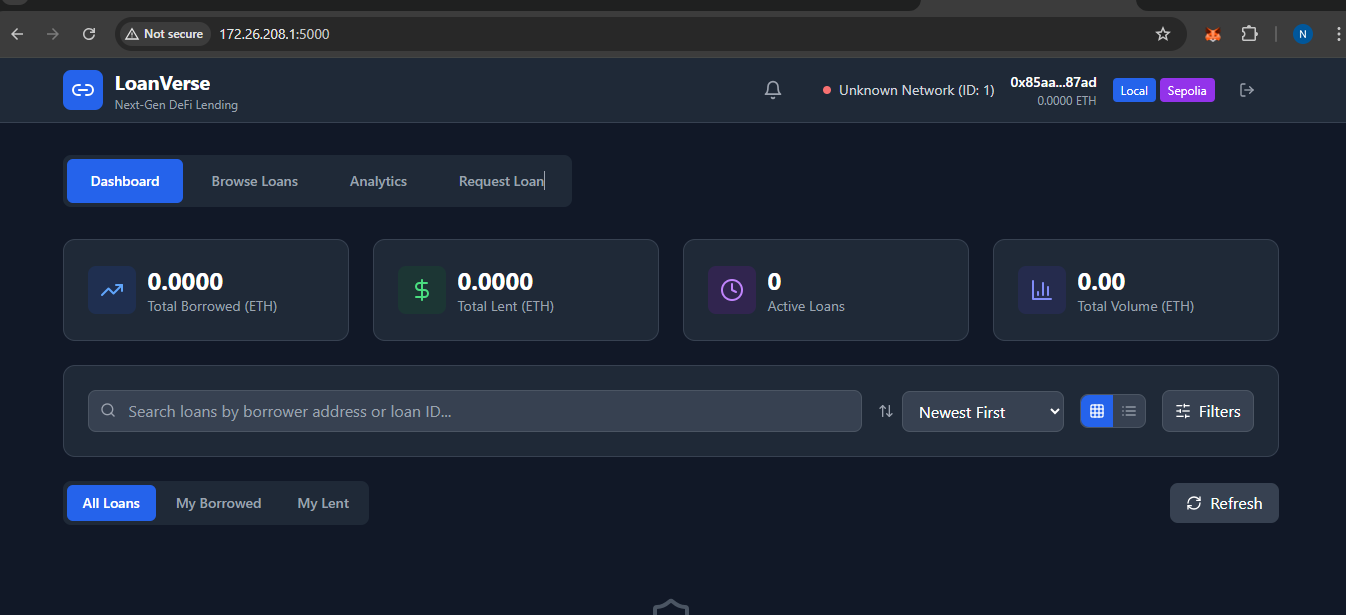 Not secure 172.26.208.1:5000
N
LoanVerse
Next-Gen DeFi Lending
Unknown Network (ID: 1)
0x85aa...87ad
0.0000 ETH
Local
Sepolia
Dashboard Browse Loans Analytics Request Loan
0.0000
Total Borrowed (ETH)
0.0000
Total Lent (ETH)
0
Active Loans
0.00
Total Volume (ETH)
Search loans by borrower address or loan ID...
Newest First
Filters
All Loans My Borrowed My Lent
Refresh